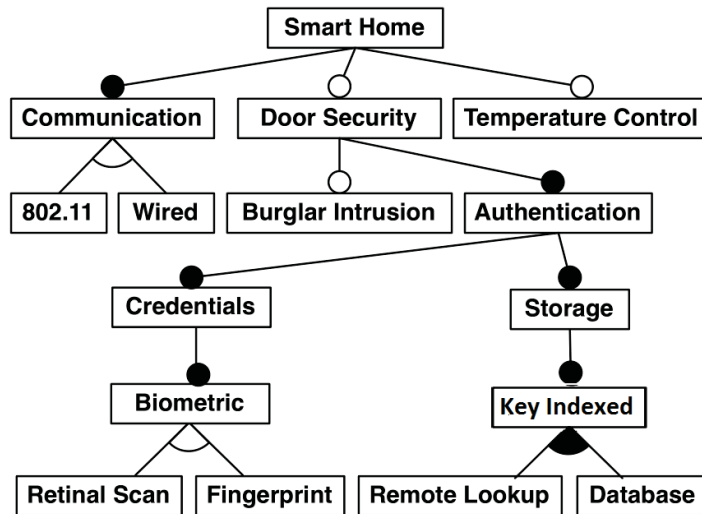 Smart Home
Communication
Door Security
Temperature Control
802.11
Wired
Burglar Intrusion
Authentication
Credentials
Storage
Biometric
Key Indexed
Retinal Scan
Fingerprint
Remote Lookup
Database